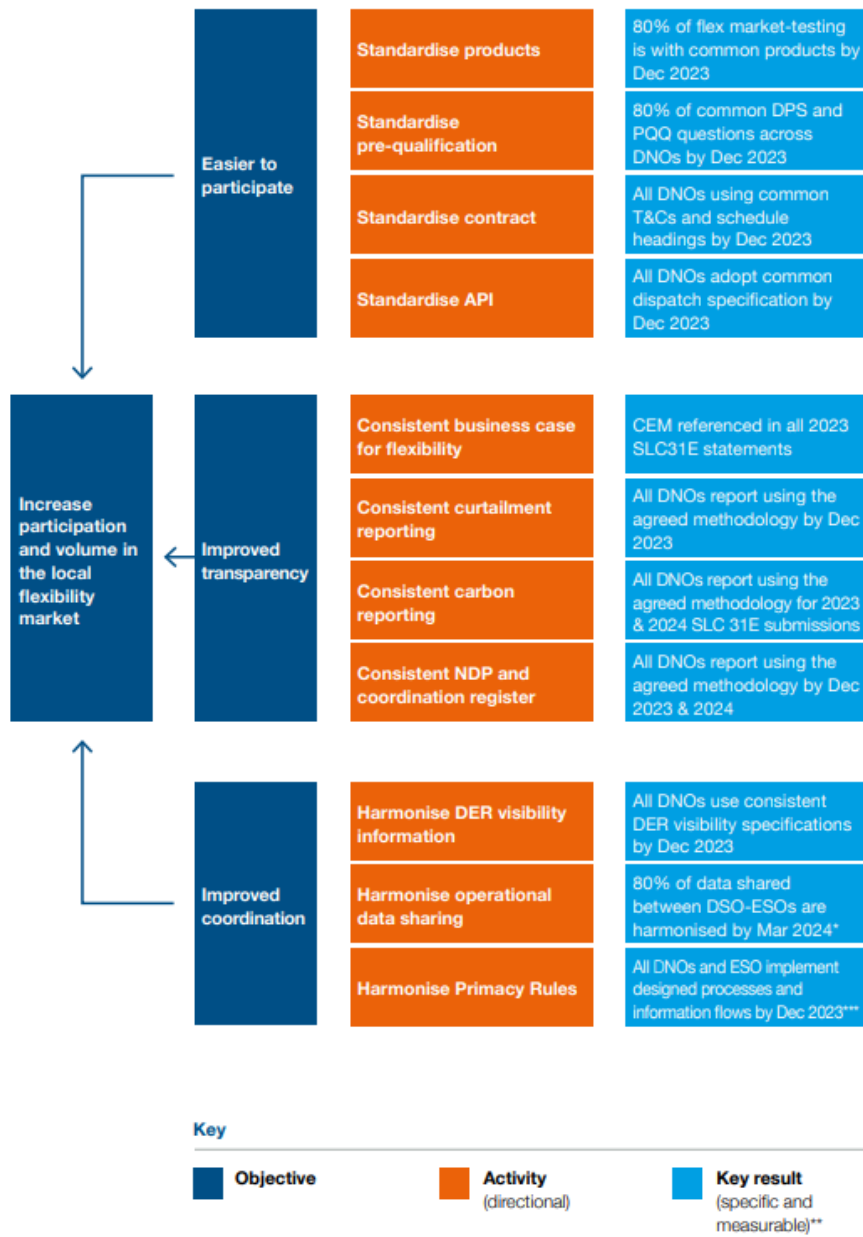 Easier to
participate
Standardise products
80% of flex market-testing
is with common products by
Dec 2023
Standardise
pre-qualification
80% of common DPS and
PQQ questions across
DNOs by Dec 2023
Standardise contract
All DNOs using common
T&Cs and schedule
headings by Dec 2023
Standardise API
All DNOs adopt common
dispatch specification by
Dec 2023
Increase
participation
and volume in
the local
flexibility
market
Improved
transparency
Consistent business case
for flexibility
CEM referenced in all 2023
SLC31E statements
Consistent curtailment
reporting
All DNOs report using the
agreed methodology by Dec
2023
Consistent carbon
reporting
All DNOs report using the
agreed methodology for 2023
& 2024 SLC 31E submissions
Consistent NDP and
coordination register
All DNOs report using the
agreed methodology by Dec
2023 & 2024
Improved
coordination
Harmonise DER visibility
information
All DNOs use consistent
DER visibility specifications
by Dec 2023
Harmonise operational
data sharing
80% of data shared
between DSO-ESOs are
harmonised by Mar 2024*
Harmonise Primacy Rules
All DNOs and ESO implement
designed processes and
information flows by Dec 2023***
Key
Objective
Activity
(directional)
Key result
(specific and
measurable)**